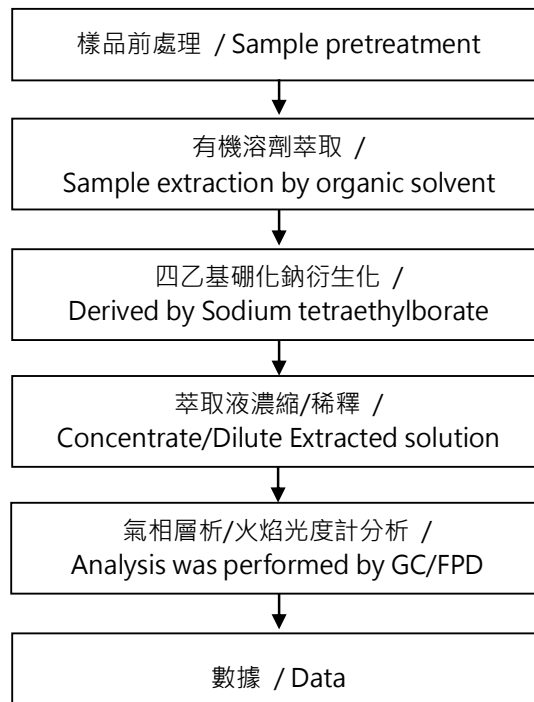 樣品前處理 / Sample pretreatment
有機溶劑萃取 /
Sample extraction by organic solvent
四乙基硼化鈉衍生化 /
Derived by Sodium tetraethylborate
萃取液濃縮/稀釋 /
Concentrate/Dilute Extracted solution
氣相層析/火焰光度計分析 /
Analysis was performed by GC/FPD
數據 / Data